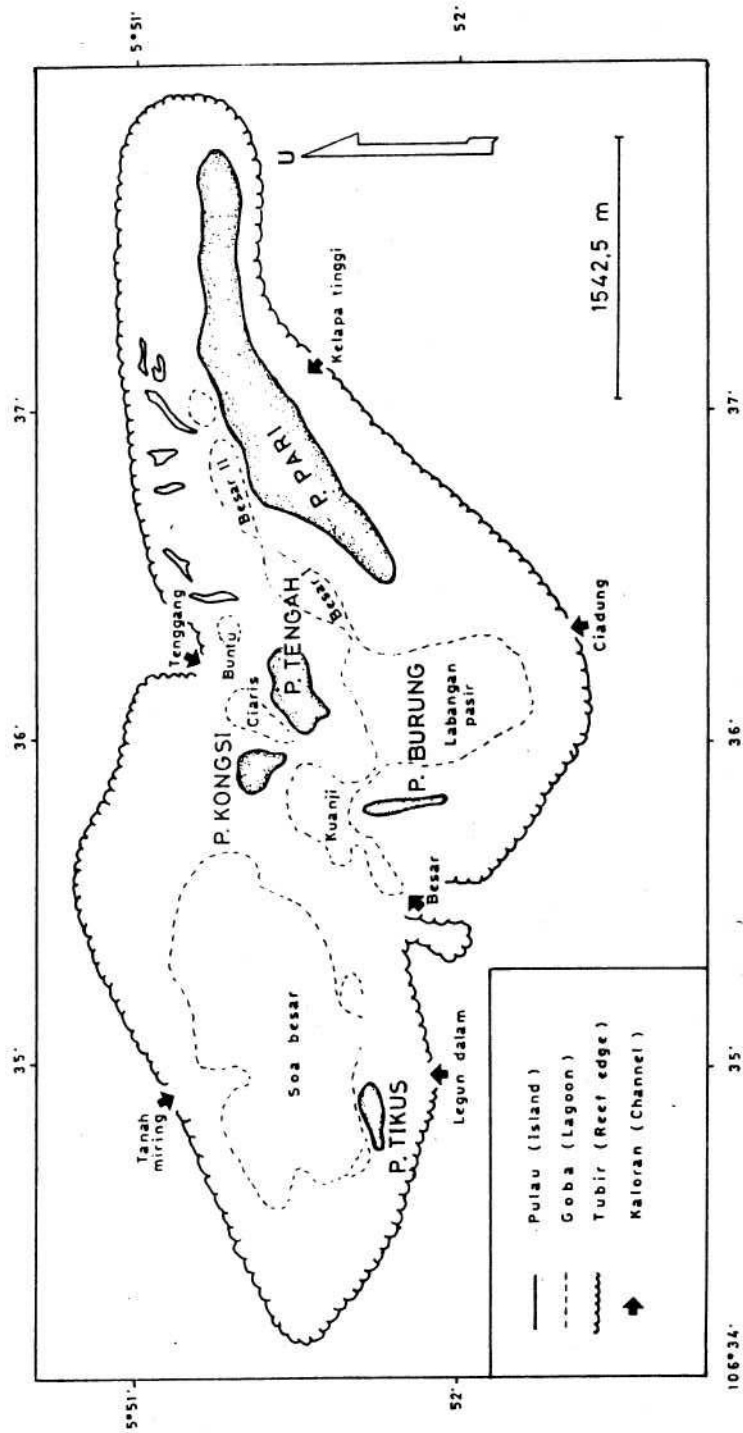 37'
36'
35'
5°51'
5°51'
52'
52'
106°34'
35'
36'
37'
Tanah
miring
Tenggang
Soa besar
P. TIKUS
Legun dalam
P. KONGSI
Ciaris
Buntu
P. TENGAH
Kuanji
Besar
P. BURUNG
Labangan
pasir
Besar I
Besar II
P. PARI
Kelapa tinggi
Ciadung
U
1542,5 m
Pulau (Island)
Goba (Lagoon)
Tubir (Reef edge)
Kaloran (Channel)